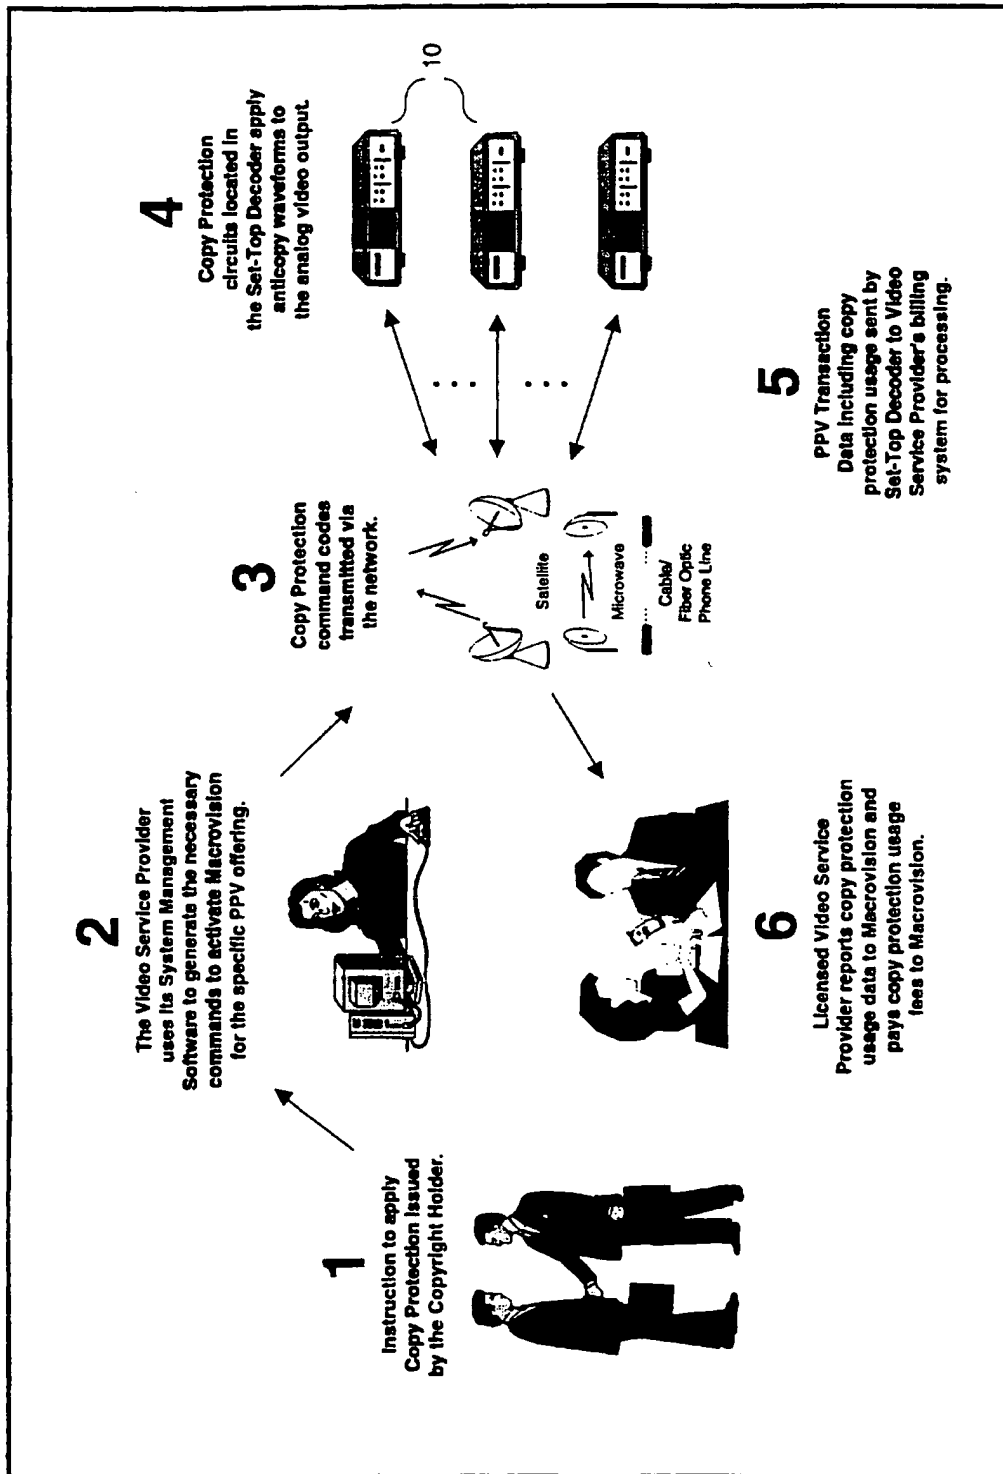 1
Instruction to apply
Copy Protection issued
by the Copyright Holder.
2
The Video Service Provider
uses its System Management
Software to generate the necessary
commands to activate Macrovision
for the specific PPV offering.
3
Copy Protection
command codes
transmitted via
the network.
Satellite
Microwave
Cable/
Fiber Optic
Phone Line
4
Copy Protection
circuits located in
the Set-Top Decoder apply
anticopy waveforms to
the analog video output.
10
5
PPV Transaction
Data including copy
protection usage sent by
Set-Top Decoder to Video
Service Provider's billing
system for processing.
6
Licensed Video Service
Provider reports copy protection
usage data to Macrovision and
pays copy protection usage
fees to Macrovision.